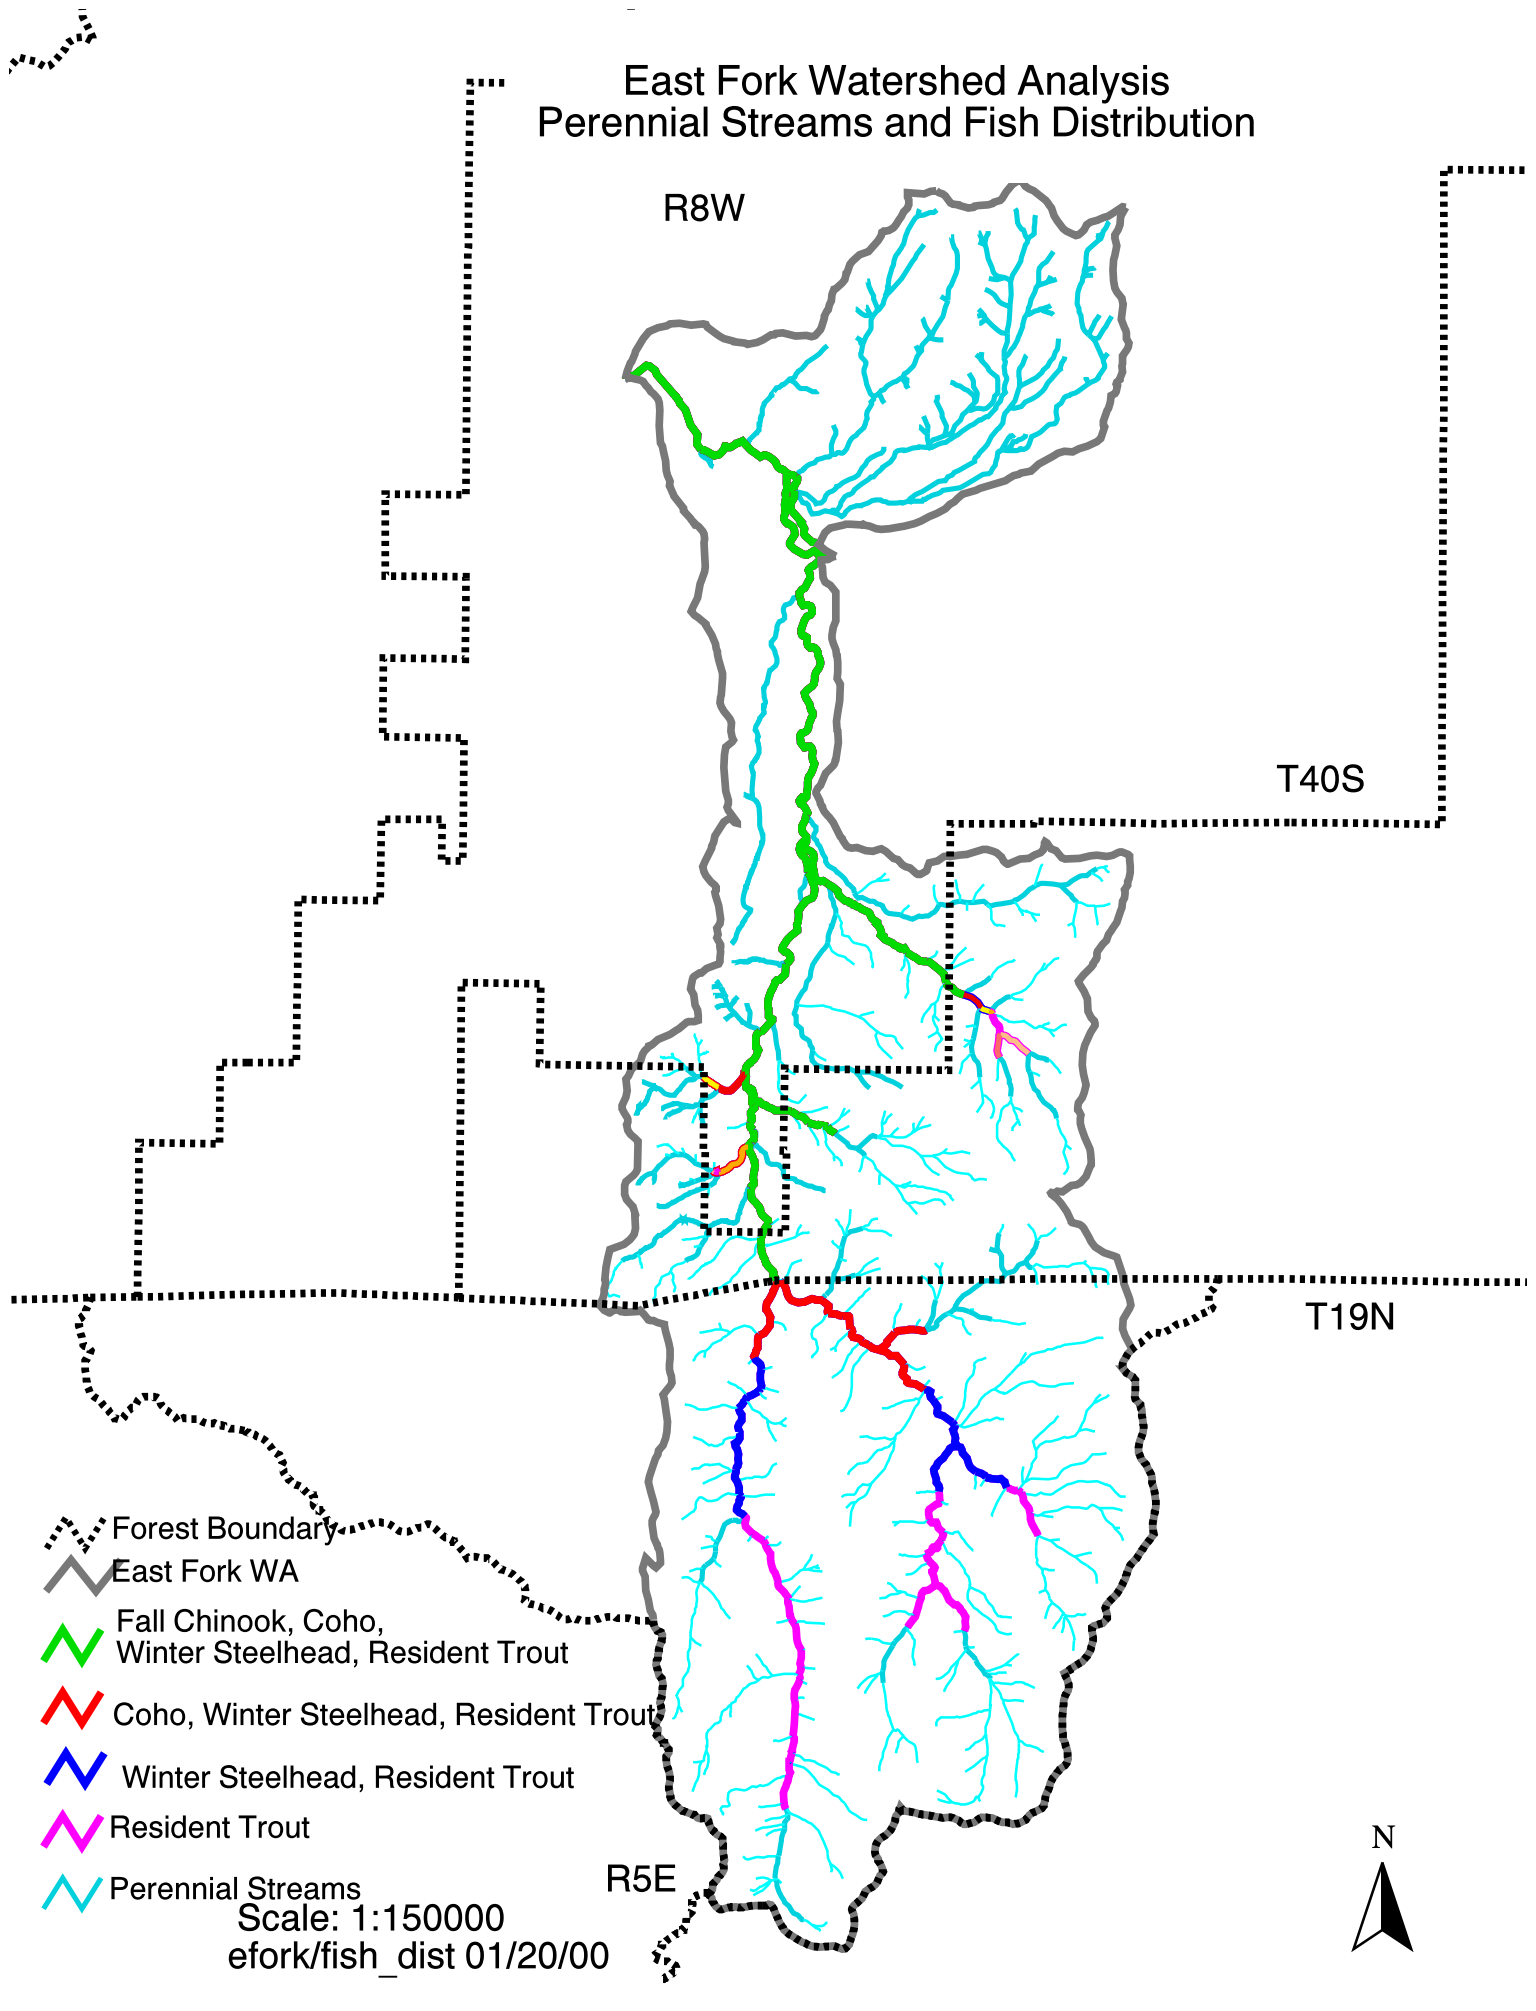 East Fork Watershed Analysis
Perennial Streams and Fish Distribution
R8W
T40S
T19N
Forest Boundary
East Fork WA
Fall Chinook, Coho,
Winter Steelhead, Resident Trout
Coho, Winter Steelhead, Resident Trout
Winter Steelhead, Resident Trout
Resident Trout
Perennial Streams
Scale: 1:150000
efork/fish_dist 01/20/00
R5E
N